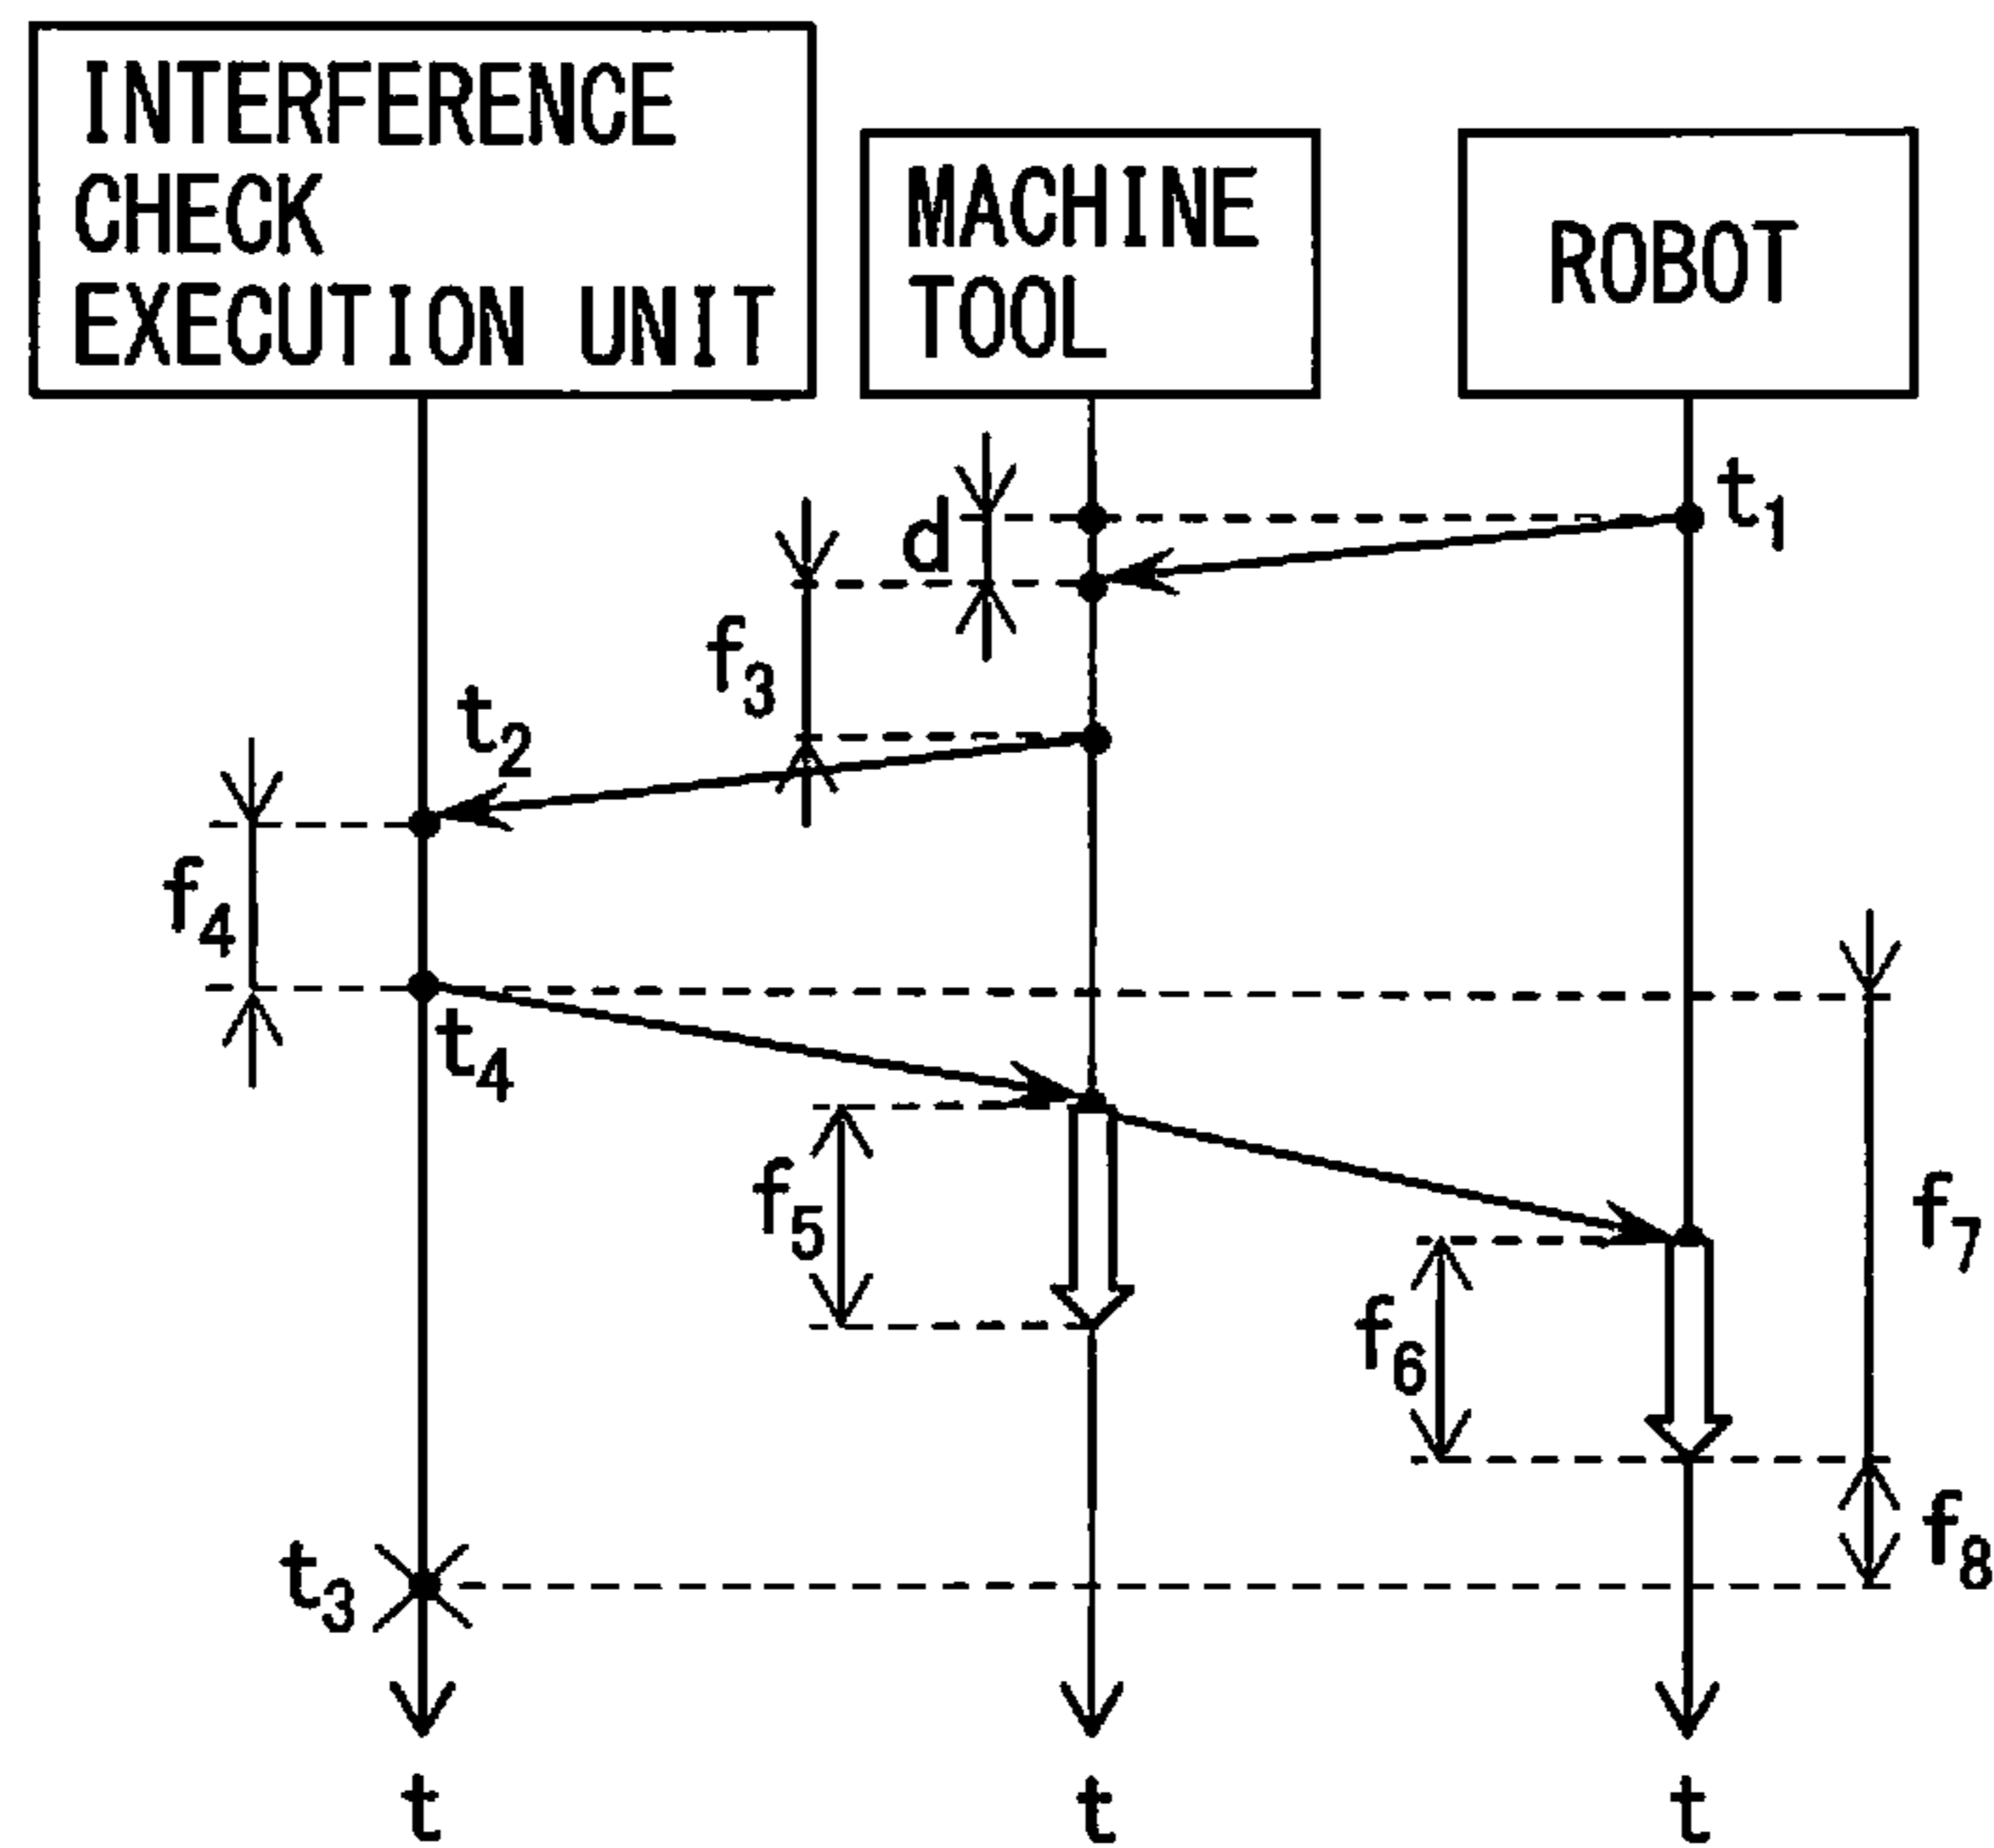 INTERFERENCE
CHECK
EXECUTION UNIT
MACHINE
TOOL
ROBOT
t1
d
f3
t2
f4
t4
f5
f7
f6
f8
t3
t
t
t